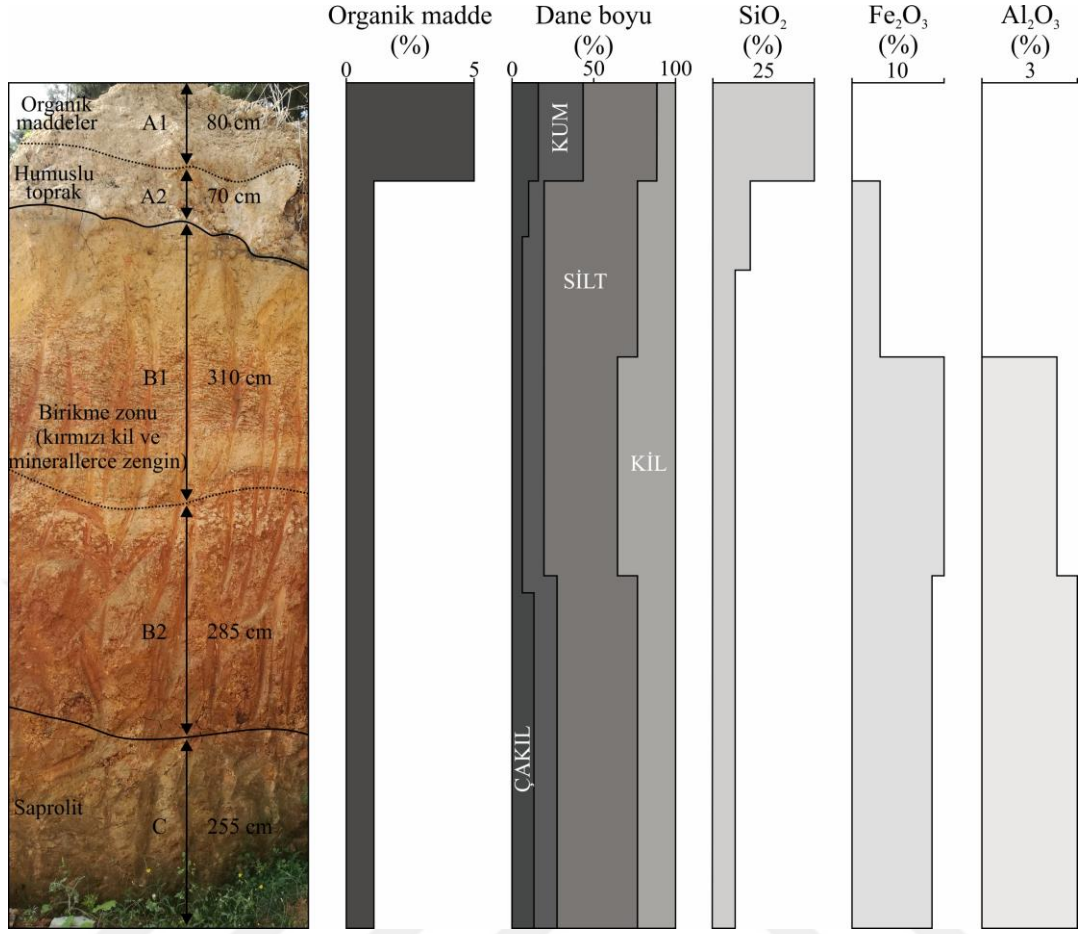 Organik madde
(%)
0 5
Dane boyu
(%)
0 50 100
SiO₂
(%)
25
Fe₂O₃
(%)
10
Al₂O₃
(%)
3
Organik
maddeler
A1 80 cm
Humuslu
toprak
A2 70 cm
B1 310 cm
Birikme zonu
(kırmızı kil ve
minerallerce zengin)
B2 285 cm
Saprolit
C 255 cm
KUM
SİLT
KİL
ÇAKIL